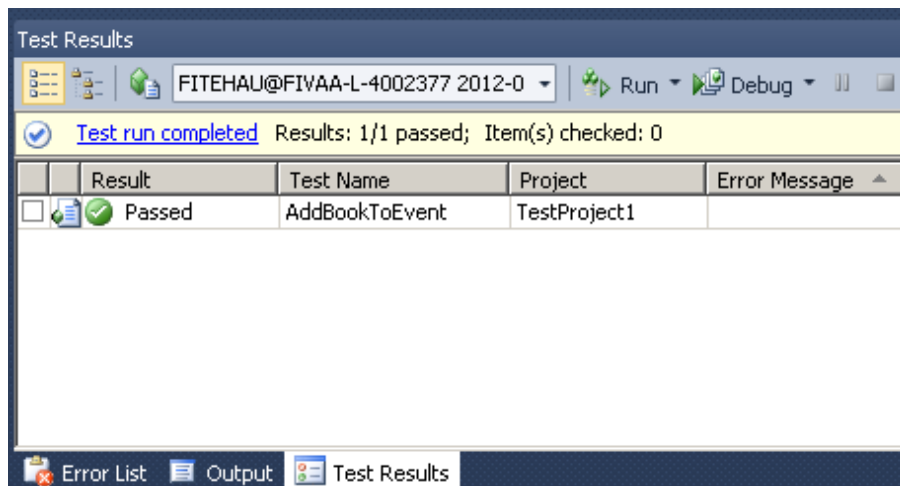 Test Results
FITEHAU@FIVAA-L-4002377 2012-0 Run Debug
Test run completed Results: 1/1 passed; Item(s) checked: 0
Result Test Name Project Error Message
Passed AddBookToEvent TestProject1
Error List Output Test Results